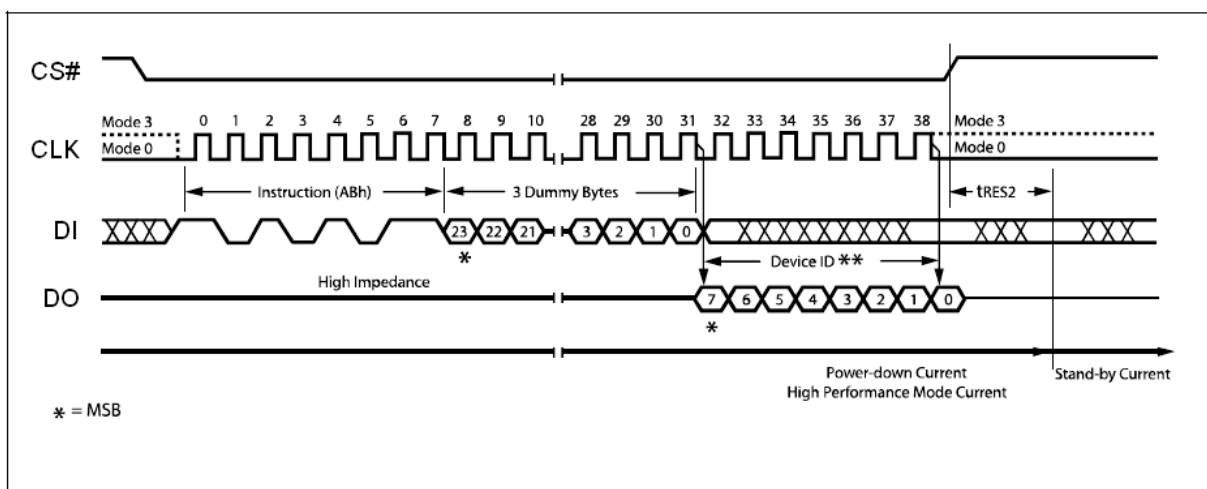 CS#
Mode 3 0 1 2 3 4 5 6 7 8 9 10 28 29 30 31 32 33 34 35 36 37 38 Mode 3
CLK
Mode 0 Mode 0
Instruction (ABh) 3 Dummy Bytes tRES2
DI 23 22 21 3 2 1 0
*
Device ID **
High Impedance
DO 7 6 5 4 3 2 1 0
*
Power-down Current Stand-by Current
High Performance Mode Current
* = MSB